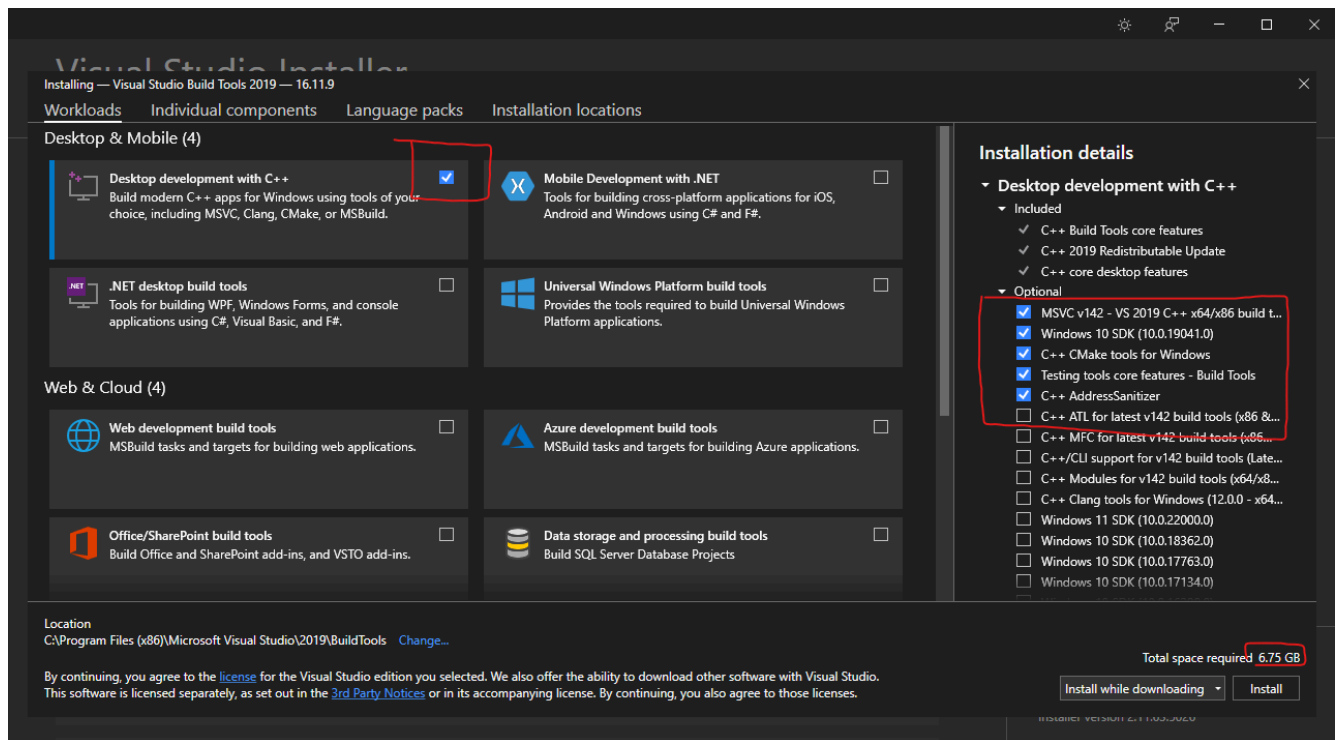 Visual Studio Installer
Installing — Visual Studio Build Tools 2019 — 16.11.9
Workloads Individual components Language packs Installation locations
Desktop & Mobile (4)
Desktop development with C++
Build modern C++ apps for Windows using tools of your
choice, including MSVC, Clang, CMake, or MSBuild.
Mobile Development with .NET
Tools for building cross-platform applications for iOS,
Android and Windows using C# and F#.
.NET
.NET desktop build tools
Tools for building WPF, Windows Forms, and console
applications using C#, Visual Basic, and F#.
Universal Windows Platform build tools
Provides the tools required to build Universal Windows
Platform applications.
Web & Cloud (4)
Web development build tools
MSBuild tasks and targets for building web applications.
Azure development build tools
MSBuild tasks and targets for building Azure applications.
Office/SharePoint build tools
Build Office and SharePoint add-ins, and VSTO add-ins.
Data storage and processing build tools
Build SQL Server Database Projects
Installation details
Desktop development with C++
Included
C++ Build Tools core features
C++ 2019 Redistributable Update
C++ core desktop features
Optional
MSVC v142 - VS 2019 C++ x64/x86 build t...
Windows 10 SDK (10.0.19041.0)
C++ CMake tools for Windows
Testing tools core features - Build Tools
C++ AddressSanitizer
C++ ATL for latest v142 build tools (x86 &...
C++ MFC for latest v142 build tools (x86...
C++/CLI support for v142 build tools (Late...
C++ Modules for v142 build tools (x64/x8...
C++ Clang tools for Windows (12.0.0 - x64...
Windows 11 SDK (10.0.22000.0)
Windows 10 SDK (10.0.18362.0)
Windows 10 SDK (10.0.17763.0)
Windows 10 SDK (10.0.17134.0)
Location
C:\Program Files (x86)\Microsoft Visual Studio\2019\BuildTools Change...
By continuing, you agree to the license for the Visual Studio edition you selected. We also offer the ability to download other software with Visual Studio.
This software is licensed separately, as set out in the 3rd Party Notices or in its accompanying license. By continuing, you also agree to those licenses.
Total space required 6.75 GB
Install while downloading Install